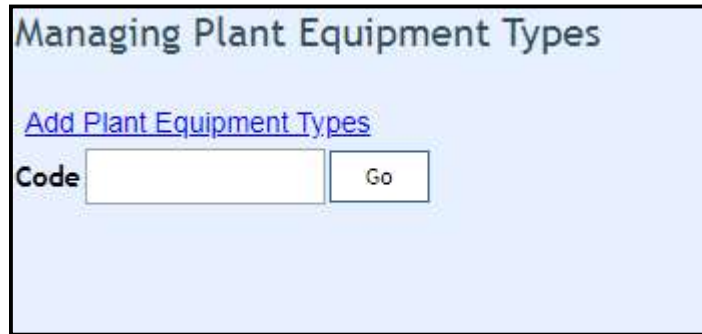 Managing Plant Equipment Types
Add Plant Equipment Types
Code Go